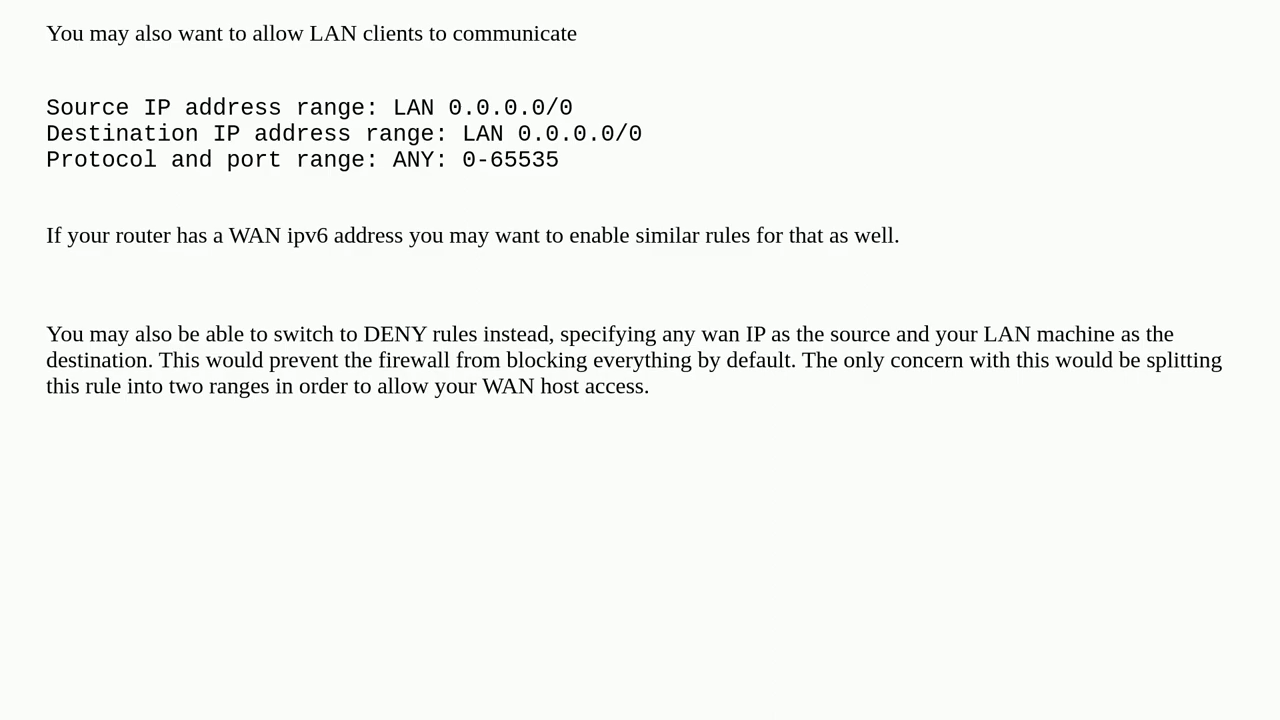 You may also want to allow LAN clients to communicate
Source IP address range: LAN 0.0.0.0/0
Destination IP address range: LAN 0.0.0.0/0
Protocol and port range: ANY: 0-65535
If your router has a WAN ipv6 address you may want to enable similar rules for that as well.
You may also be able to switch to DENY rules instead, specifying any wan IP as the source and your LAN machine as the
destination. This would prevent the firewall from blocking everything by default. The only concern with this would be splitting
this rule into two ranges in order to allow your WAN host access.